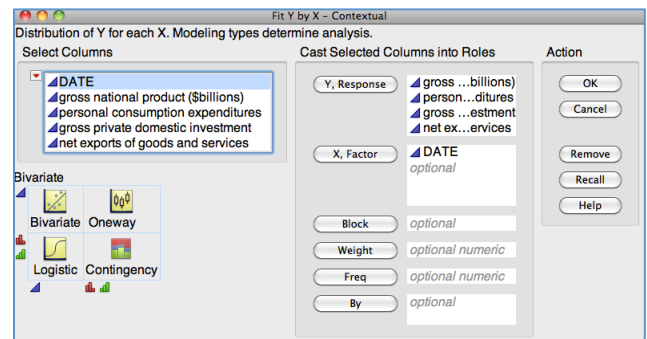 Fit Y by X – Contextual
Distribution of Y for each X. Modeling types determine analysis.
Select Columns
DATE
gross national product ($billions)
personal consumption expenditures
gross private domestic investment
net exports of goods and services
Bivariate
Bivariate Oneway
Logistic Contingency
Cast Selected Columns into Roles
Y, Response
gross ...billions)
person...ditures
gross ...estment
net ex...ervices
X, Factor
DATE
optional
Block optional
Weight optional numeric
Freq optional numeric
By optional
Action
OK
Cancel
Remove
Recall
Help